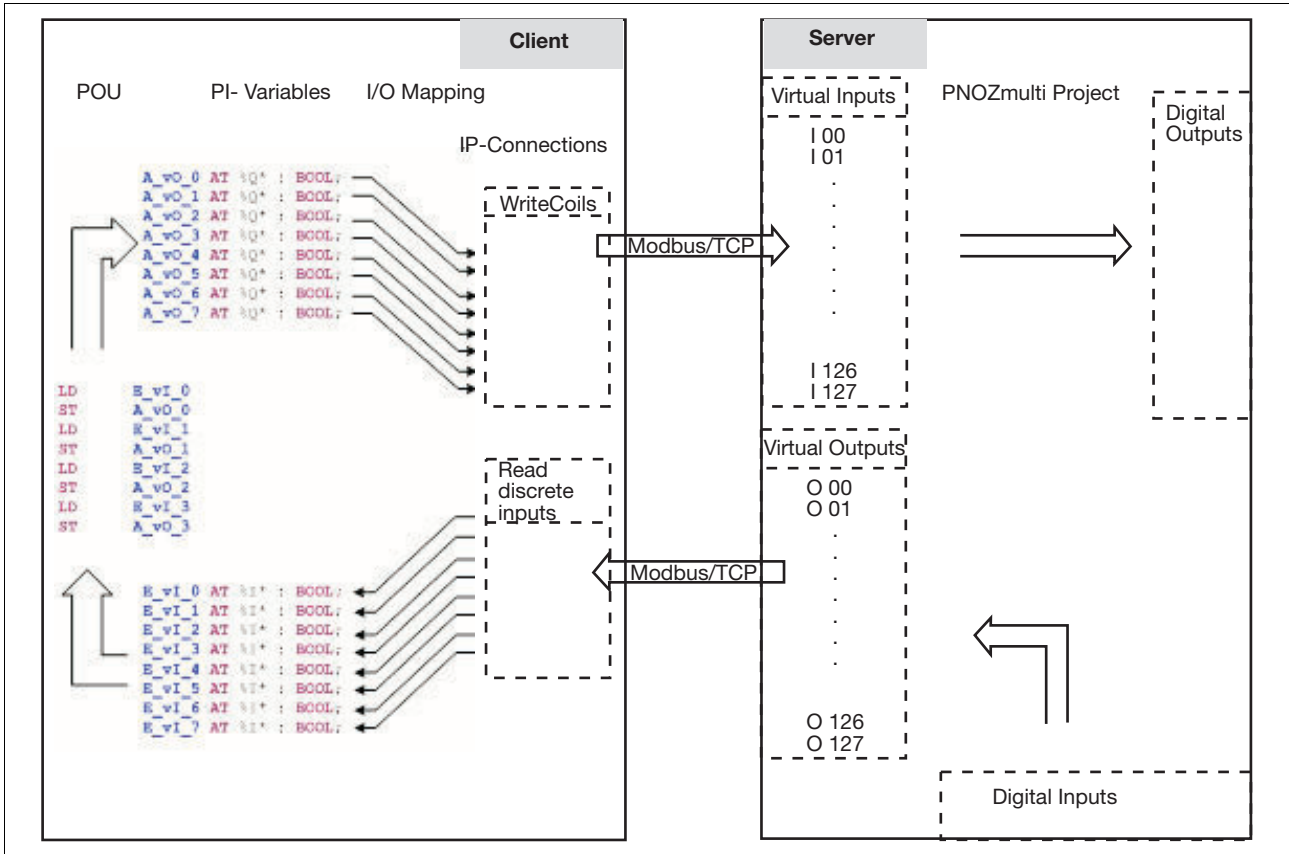 Client
POU
PI- Variables
I/O Mapping
IP-Connections
A_vO_0 AT %Q* : BOOL;
A_vO_1 AT %Q* : BOOL;
A_vO_2 AT %Q* : BOOL;
A_vO_3 AT %Q* : BOOL;
A_vO_4 AT %Q* : BOOL;
A_vO_5 AT %Q* : BOOL;
A_vO_6 AT %Q* : BOOL;
A_vO_7 AT %Q* : BOOL;
WriteCoils
LD E_vI_0
ST A_vO_0
LD E_vI_1
ST A_vO_1
LD E_vI_2
ST A_vO_2
LD E_vI_3
ST A_vO_3
Read
discrete
inputs
E_vI_0 AT %I* : BOOL;
E_vI_1 AT %I* : BOOL;
E_vI_2 AT %I* : BOOL;
E_vI_3 AT %I* : BOOL;
E_vI_4 AT %I* : BOOL;
E_vI_5 AT %I* : BOOL;
E_vI_6 AT %I* : BOOL;
E_vI_7 AT %I* : BOOL;
Modbus/TCP
Modbus/TCP
Server
Virtual Inputs
I 00
I 01
.
.
.
.
.
.
.
.
I 126
I 127
PNOZmulti Project
Digital
Outputs
Virtual Outputs
O 00
O 01
.
.
.
.
.
.
.
O 126
O 127
Digital Inputs